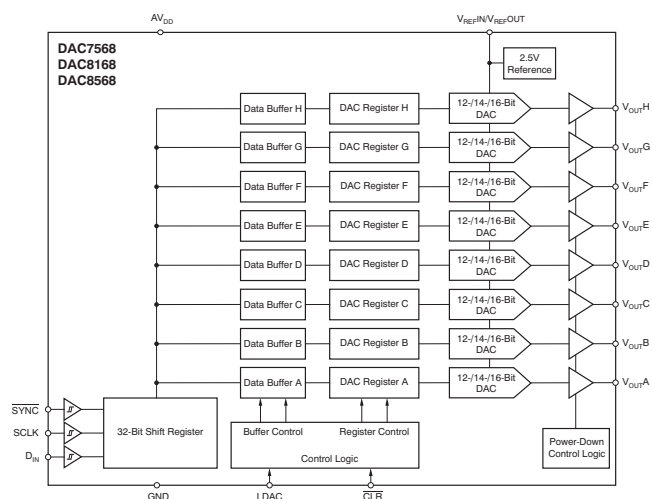 AVDD
VREFIN/VREFOUT
DAC7568
DAC8168
DAC8568
2.5V
Reference
Data Buffer H
DAC Register H
12-/14-/16-Bit
DAC
VOUTH
Data Buffer G
DAC Register G
12-/14-/16-Bit
DAC
VOUTG
Data Buffer F
DAC Register F
12-/14-/16-Bit
DAC
VOUTF
Data Buffer E
DAC Register E
12-/14-/16-Bit
DAC
VOUTE
Data Buffer D
DAC Register D
12-/14-/16-Bit
DAC
VOUTD
Data Buffer C
DAC Register C
12-/14-/16-Bit
DAC
VOUTC
Data Buffer B
DAC Register B
12-/14-/16-Bit
DAC
VOUTB
Data Buffer A
DAC Register A
12-/14-/16-Bit
DAC
VOUTA
SYNC
SCLK
DIN
32-Bit Shift Register
Buffer Control
Register Control
Control Logic
Power-Down
Control Logic
GND
LDAC
CLR